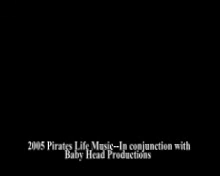 2005 Pirates Life Music--In conjunction with
Baby Head Productions